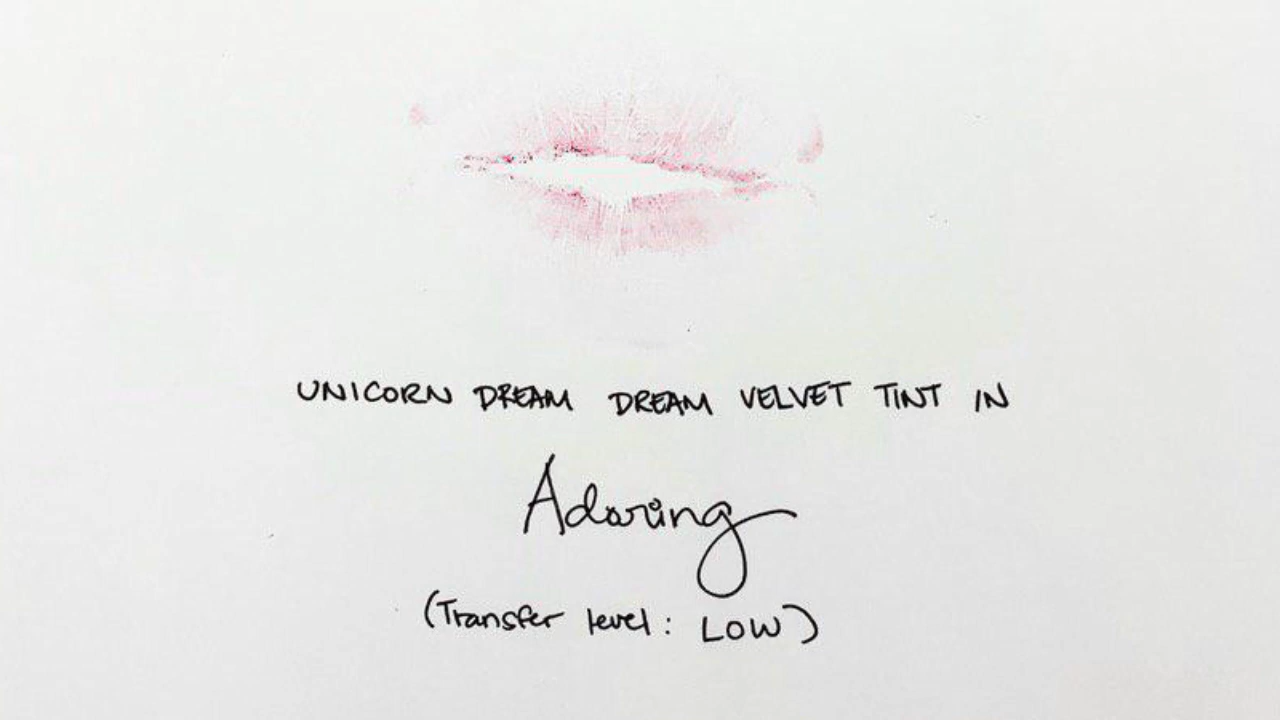 UNICORN DREAM DREAM VELVET TINT IN
Adoring
(Transfer level: LOW)